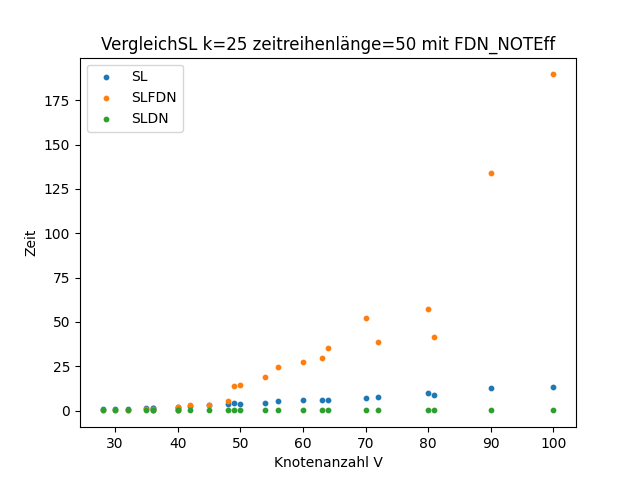 VergleichSL k=25 zeitreihenlänge=50 mit FDN_NOTEff
SL
SLFDN
SLDN
175
150
125
100
75
50
25
0
Zeit
30 40 50 60 70 80 90 100
Knotenanzahl V